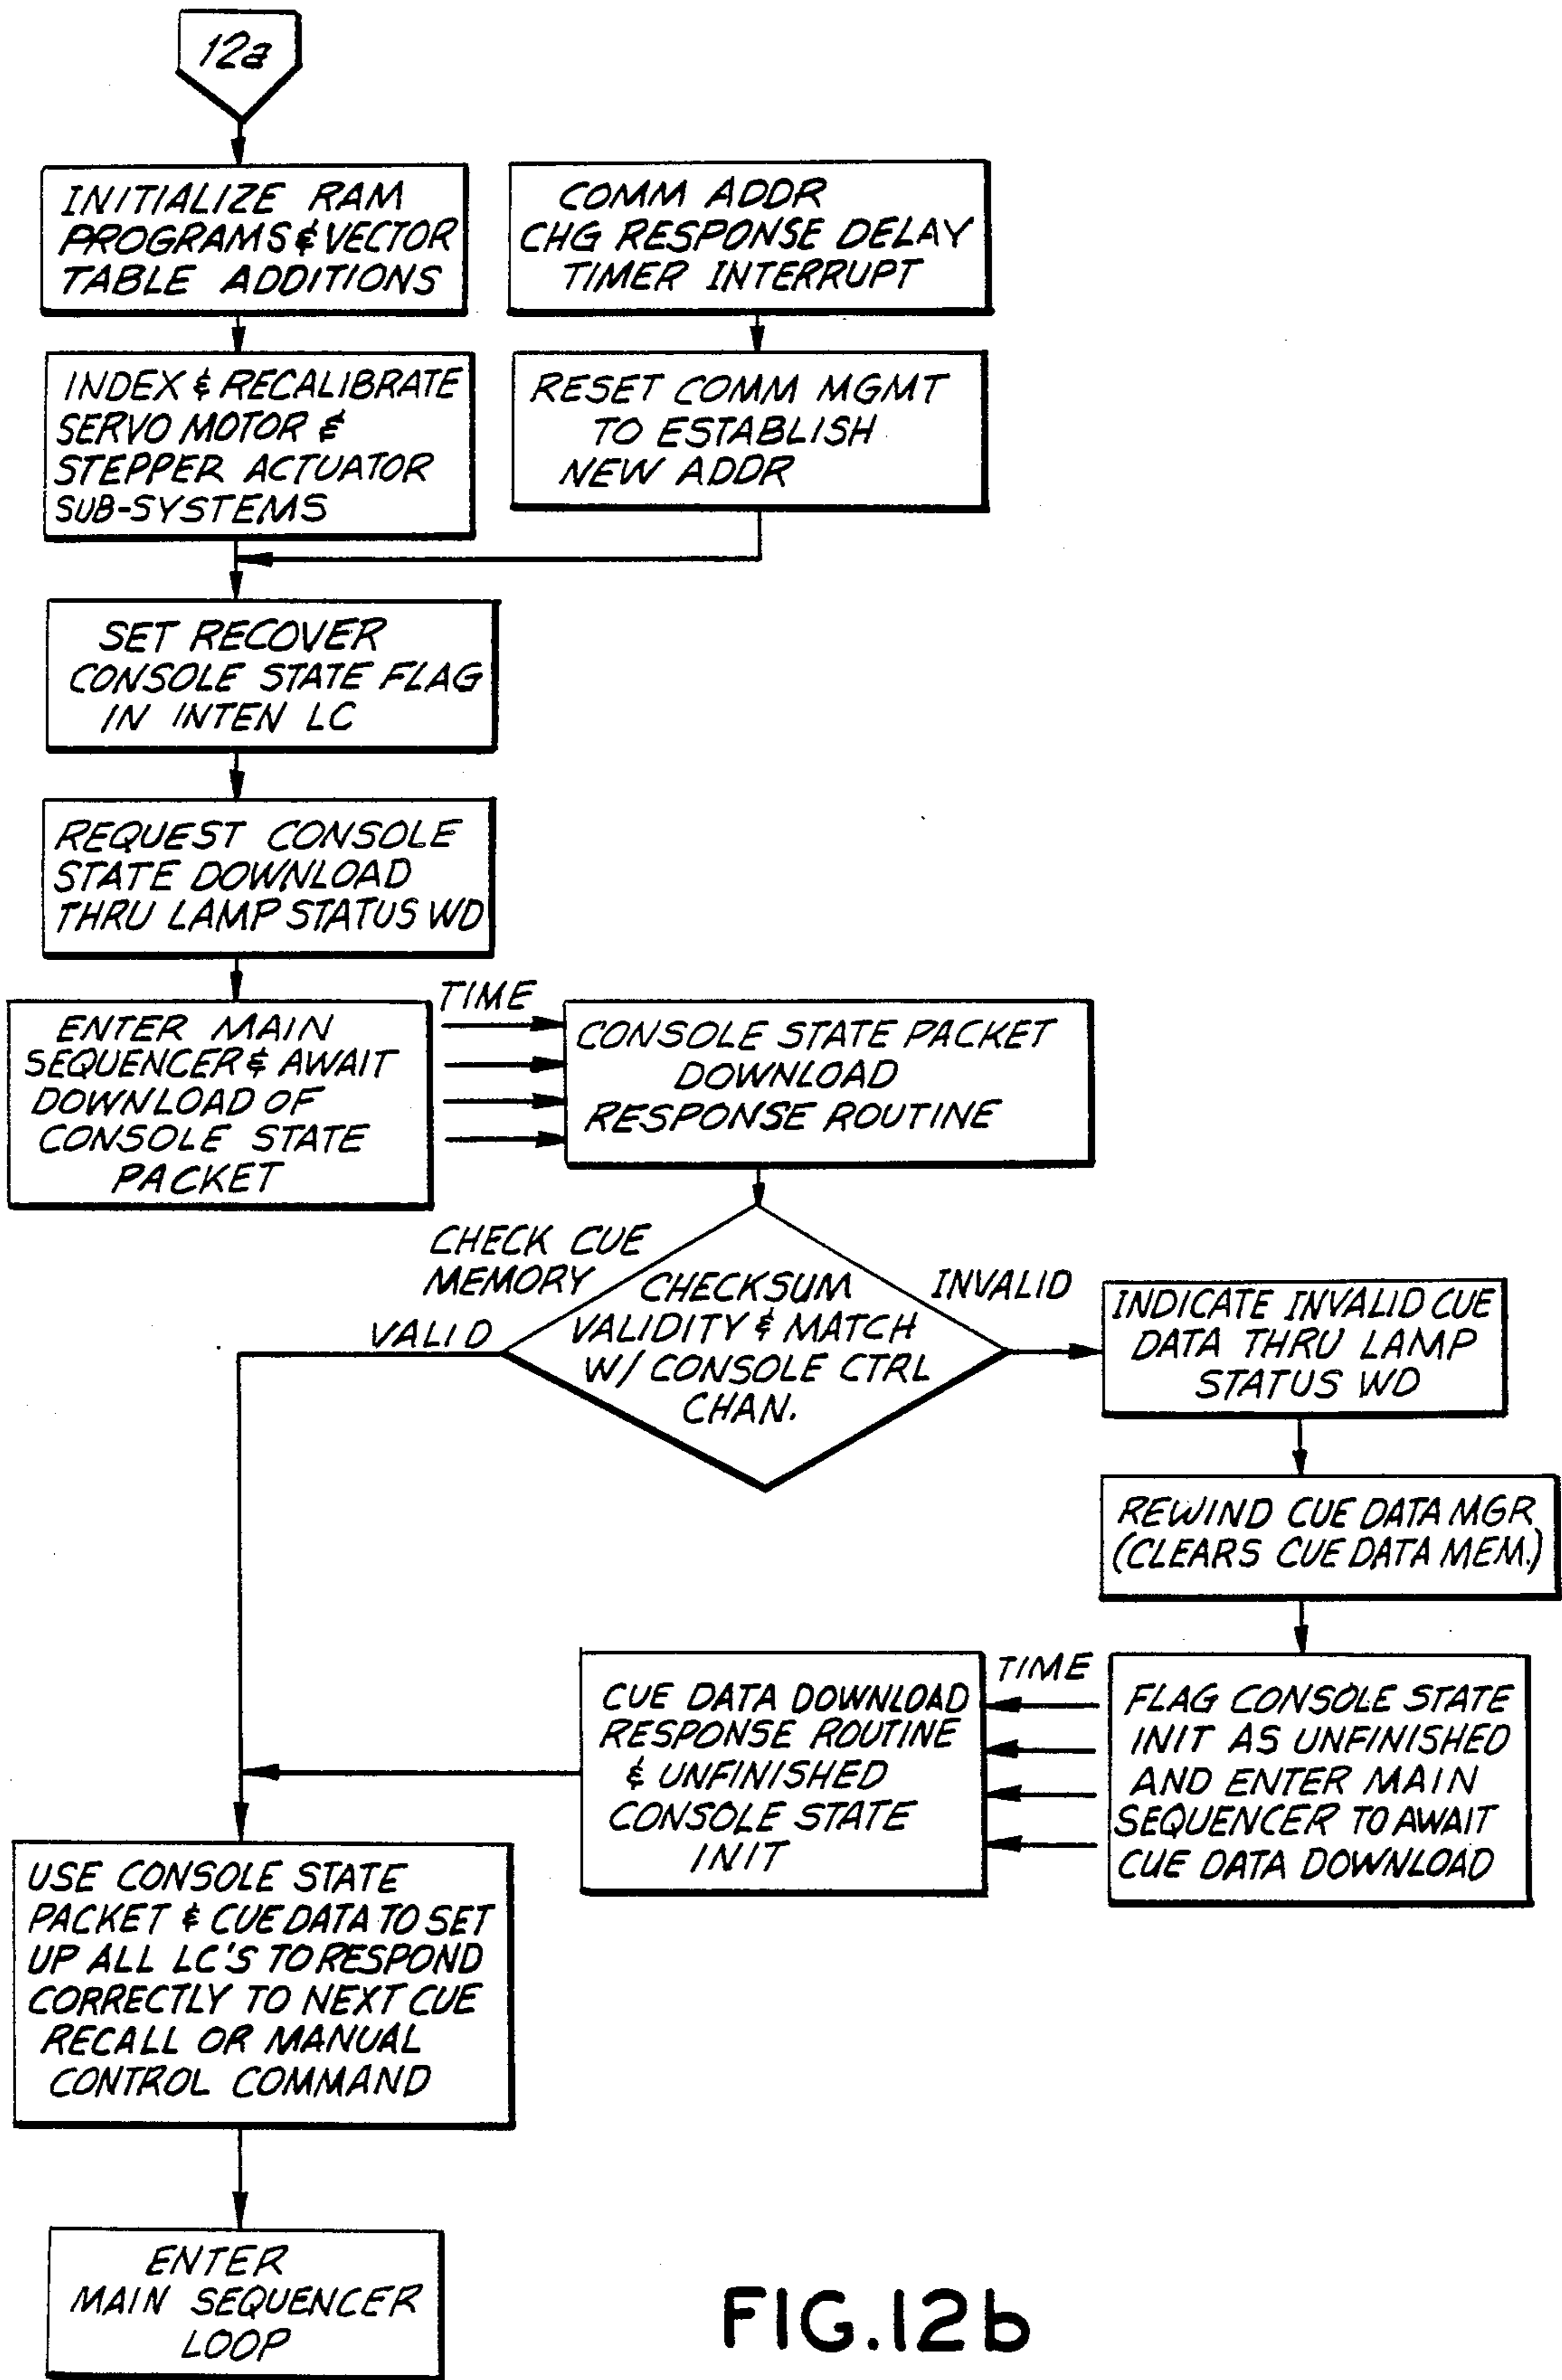 12a
INITIALIZE RAM
PROGRAMS & VECTOR
TABLE ADDITIONS
COMM ADDR
CHG RESPONSE DELAY
TIMER INTERRUPT
INDEX & RECALIBRATE
SERVO MOTOR &
STEPPER ACTUATOR
SUB-SYSTEMS
RESET COMM MGMT
TO ESTABLISH
NEW ADDR
SET RECOVER
CONSOLE STATE FLAG
IN INTEN LC
REQUEST CONSOLE
STATE DOWNLOAD
THRU LAMP STATUS WD
ENTER MAIN
SEQUENCER & AWAIT
DOWNLOAD OF
CONSOLE STATE
PACKET
TIME
CONSOLE STATE PACKET
DOWNLOAD
RESPONSE ROUTINE
CHECK CUE
MEMORY
CHECKSUM
VALIDITY & MATCH
W/ CONSOLE CTRL
CHAN.
VALID
INVALID
INDICATE INVALID CUE
DATA THRU LAMP
STATUS WD
REWIND CUE DATA MGR
(CLEARS CUE DATA MEM.)
FLAG CONSOLE STATE
INIT AS UNFINISHED
AND ENTER MAIN
SEQUENCER TO AWAIT
CUE DATA DOWNLOAD
TIME
CUE DATA DOWNLOAD
RESPONSE ROUTINE
& UNFINISHED
CONSOLE STATE
INIT
USE CONSOLE STATE
PACKET & CUE DATA TO SET
UP ALL LC'S TO RESPOND
CORRECTLY TO NEXT CUE
RECALL OR MANUAL
CONTROL COMMAND
ENTER
MAIN SEQUENCER
LOOP
FIG.12b